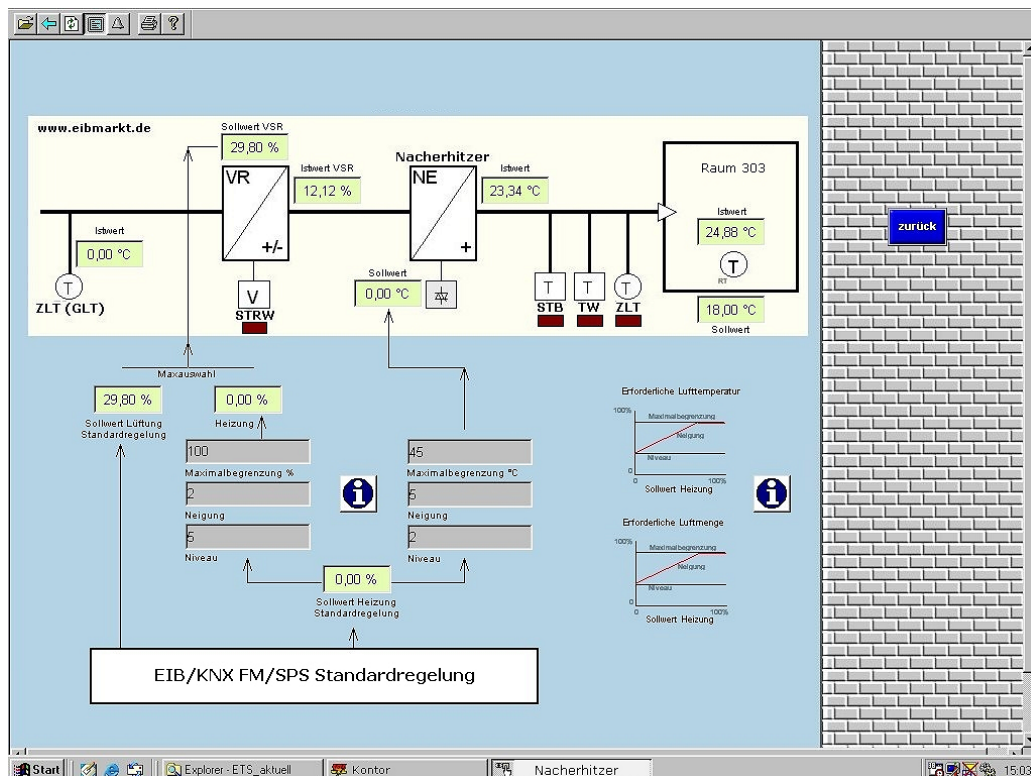 www.eibmarkt.de
Sollwert VSR
29,80 %
VR
+/-
Istwert VSR
12,12 %
Nacherhitzer
NE
+
Istwert
23,34 °C
Raum 303
Istwert
24,88 °C
T
RT
18,00 °C
Sollwert
Istwert
0,00 °C
T
ZLT (GLT)
V
STRW
Sollwert
0,00 °C
T
STB
T
TW
T
ZLT
zurück
Maxauswahl
29,80 %
Sollwert Lüftung
Standardregelung
0,00 %
Heizung
100
Maximalbegrenzung %
2
Neigung
5
Niveau
45
Maximalbegrenzung °C
5
Neigung
2
Niveau
0,00 %
Sollwert Heizung
Standardregelung
Erforderliche Lufttemperatur
100%
Maximalbegrenzung
Neigung
Niveau
0
0
100%
Sollwert Heizung
Erforderliche Luftmenge
100%
Maximalbegrenzung
Neigung
Niveau
0
0
100%
Sollwert Heizung
EIB/KNX FM/SPS Standardregelung
Start
Explorer - ETS_aktuell
Kontor
Nacherhitzer
15:03